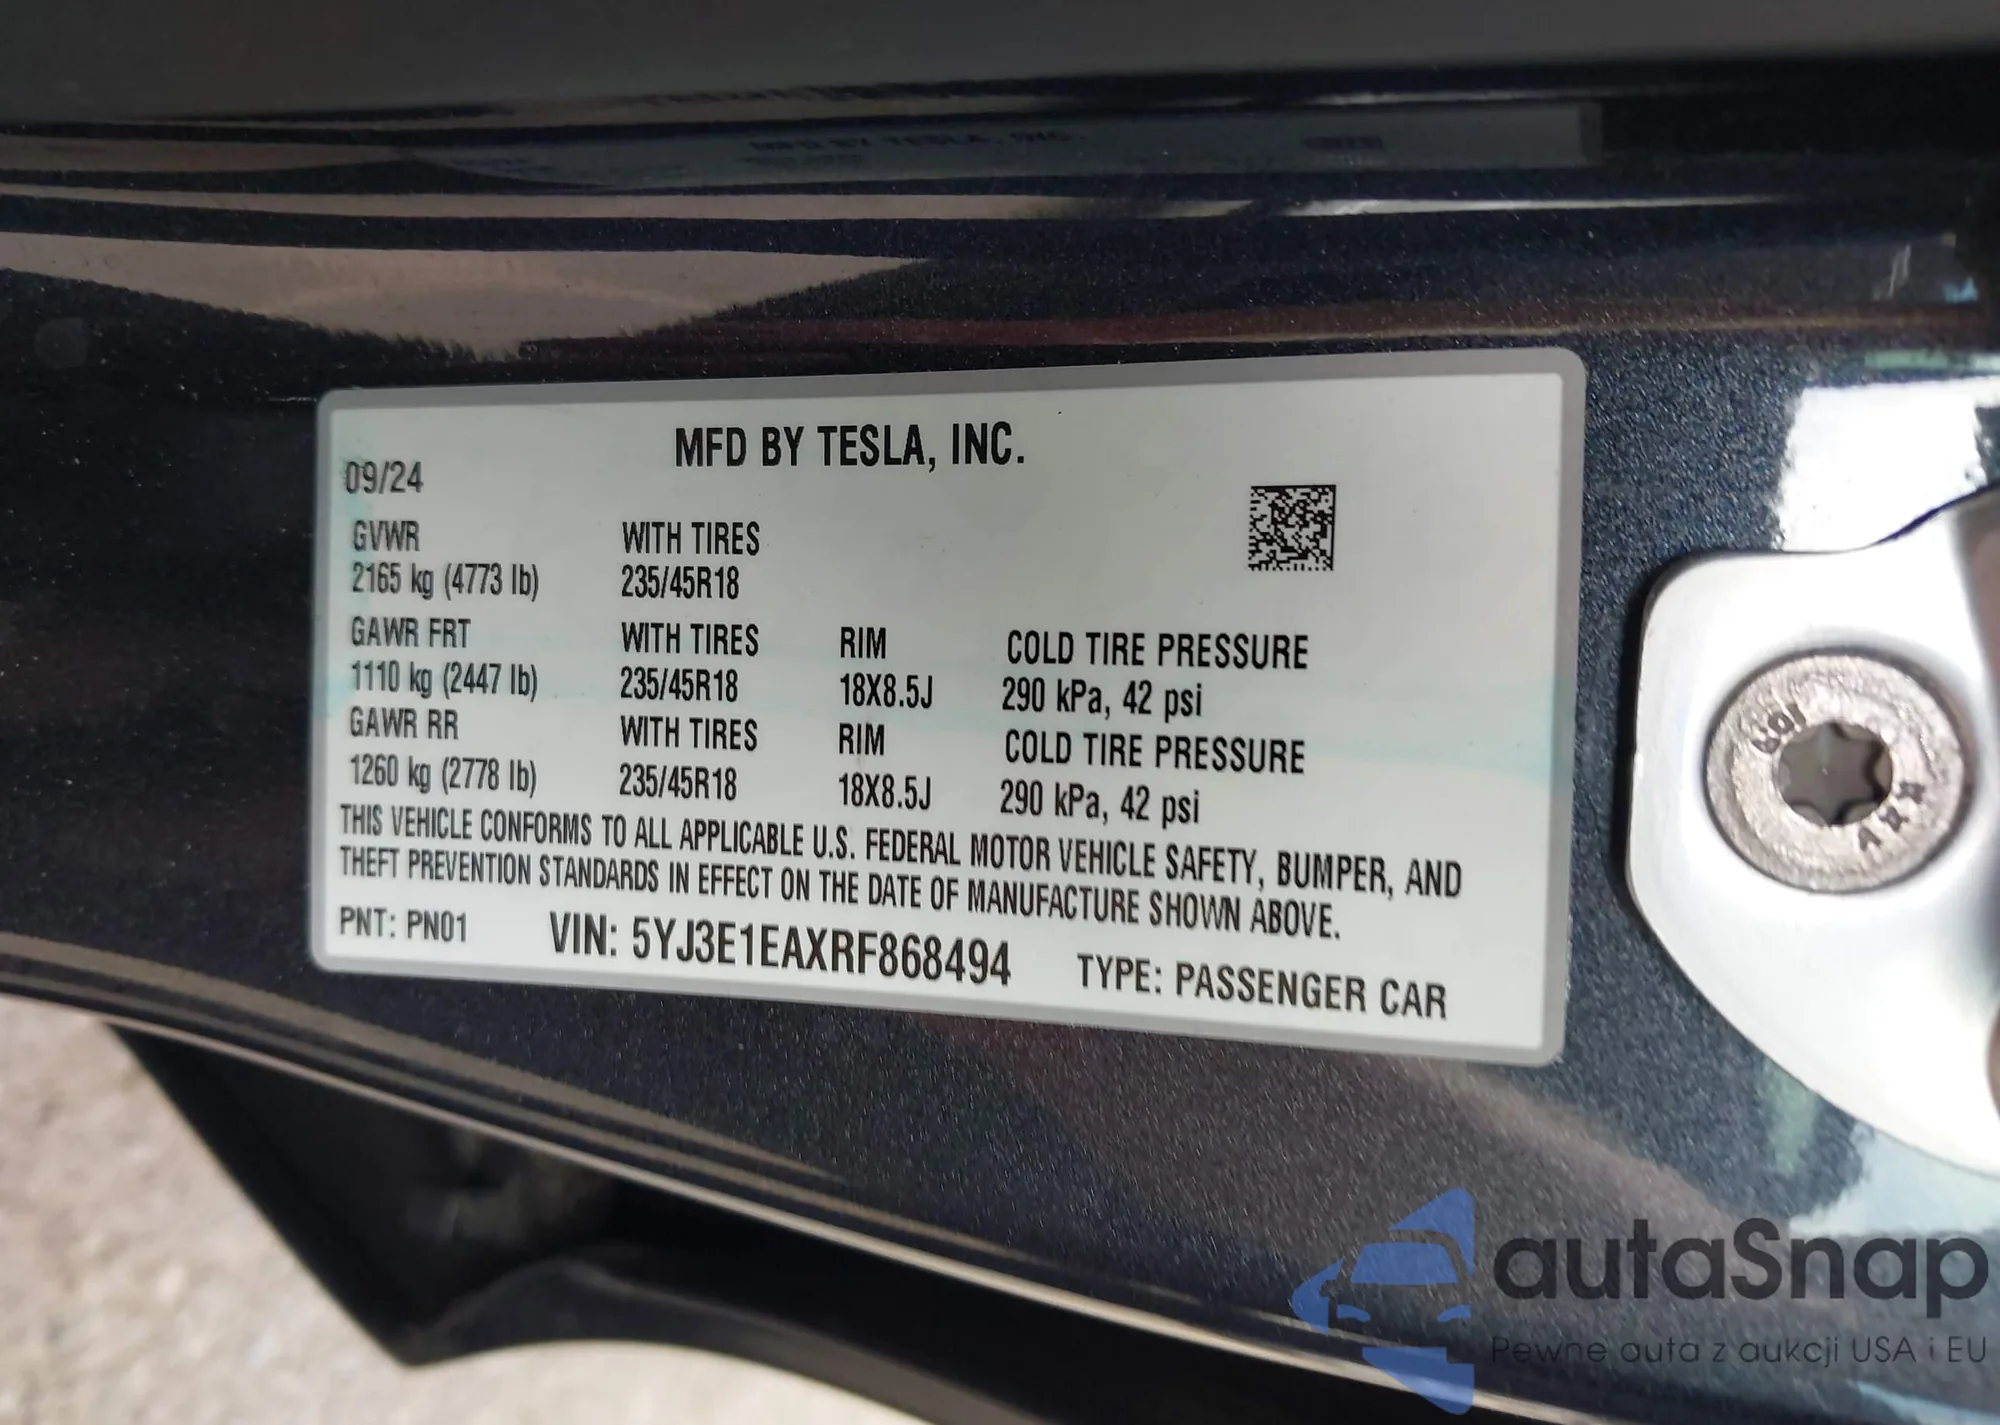 MFD BY TESLA, INC.
09/24
GVWR WITH TIRES
2165 kg (4773 lb) 235/45R18
GAWR FRT WITH TIRES RIM COLD TIRE PRESSURE
1110 kg (2447 lb) 235/45R18 18X8.5J 290 kPa, 42 psi
GAWR RR WITH TIRES RIM COLD TIRE PRESSURE
1260 kg (2778 lb) 235/45R18 18X8.5J 290 kPa, 42 psi
THIS VEHICLE CONFORMS TO ALL APPLICABLE U.S. FEDERAL MOTOR VEHICLE SAFETY, BUMPER, AND
THEFT PREVENTION STANDARDS IN EFFECT ON THE DATE OF MANUFACTURE SHOWN ABOVE.
PNT: PN01 VIN: 5YJ3E1EAXRF868494 TYPE: PASSENGER CAR
autaSnap
Pewne auta z aukcji USA i EU